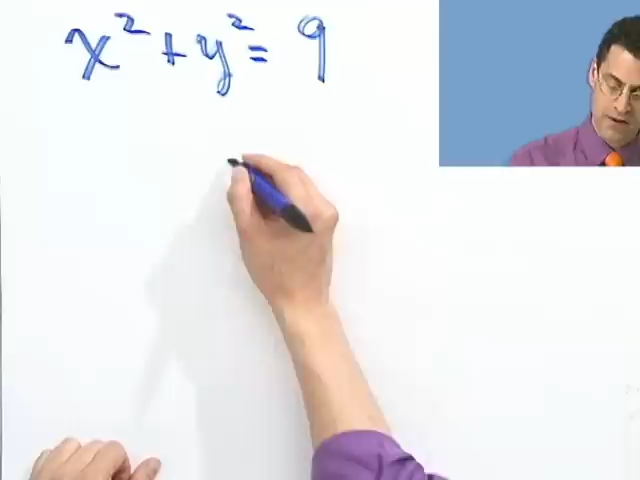 x² + y² = 9